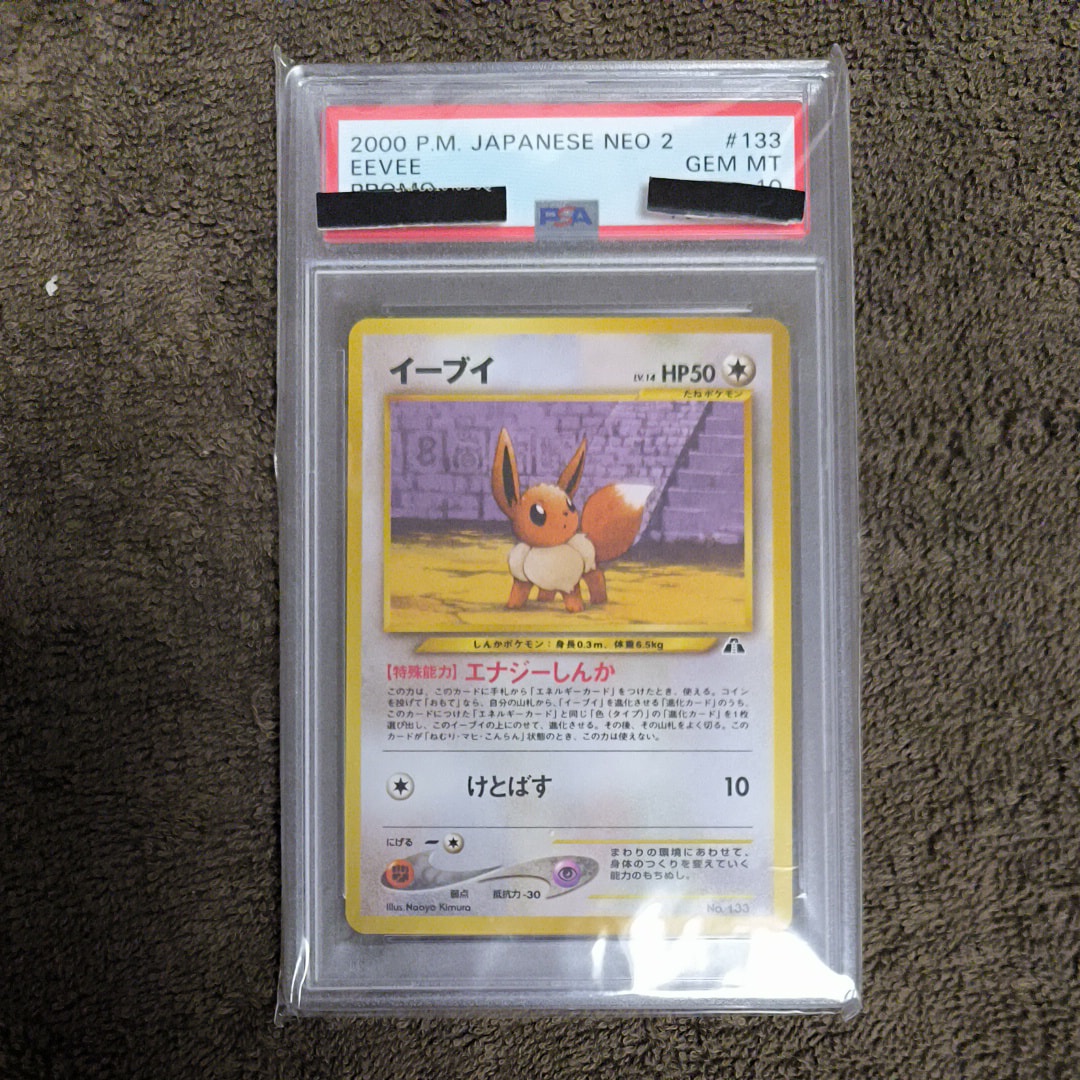 2000 P.M. JAPANESE NEO 2 #133
EEVEE GEM MT
PROMO 10
PSA
イーブイ LV.14 HP50
たねポケモン
しんかポケモン：身長0.3m、体重6.5kg
【特殊能力】エナジーしんか
この力は、このカードに手札から「エネルギーカード」をつけたとき、使える。コイン
を投げて「おもて」なら、自分の山札から、「イーブイ」を進化させる「進化カード」のうち、
このカードにつけた「エネルギーカード」と同じ「色（タイプ）」の「進化カード」を1枚
選び出し、このイーブイの上にのせて、進化させる。その後、その山札をよく切る。この
カードが「ねむり・マヒ・こんらん」状態のとき、この力は使えない。
けとばす 10
にげる
弱点 抵抗力 -30
まわりの環境にあわせて、
身体のつくりを変えていく
能力のもちぬし。
Illus. Naoyo Kimura No. 133